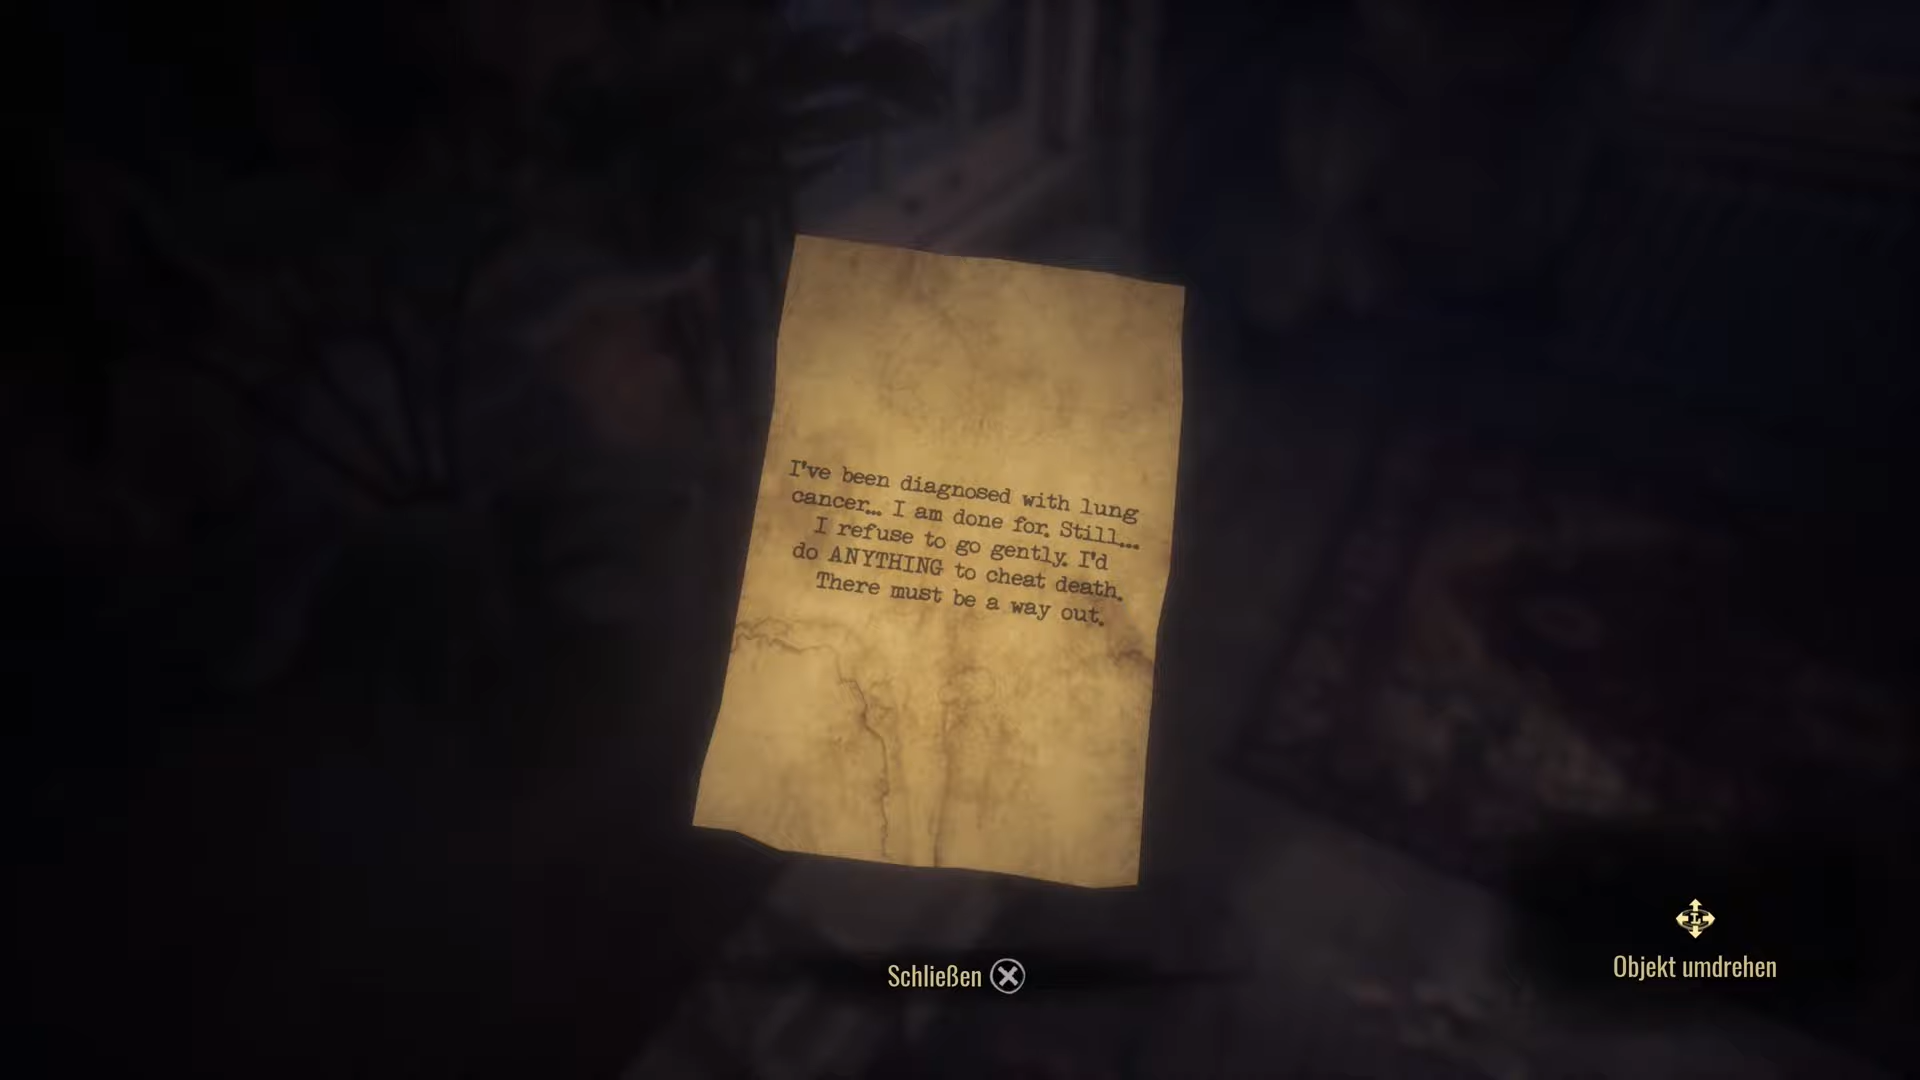 I've been diagnosed with lung
cancer... I am done for. Still...
I refuse to go gently. I'd
do ANYTHING to cheat death.
There must be a way out.
L
Schließen
Objekt umdrehen